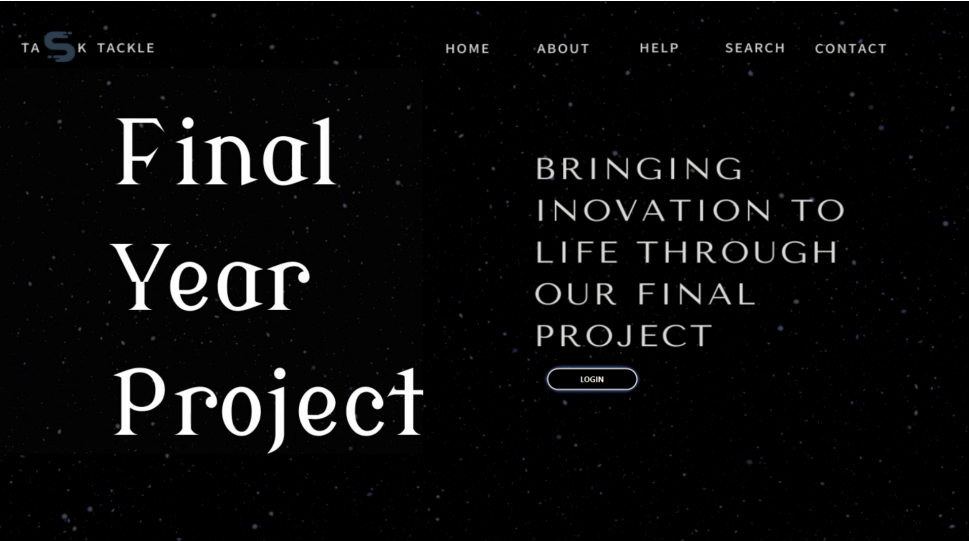 TASK TACKLE
HOME ABOUT HELP SEARCH CONTACT
Final
Year
Project
BRINGING
INOVATION TO
LIFE THROUGH
OUR FINAL
PROJECT
LOGIN